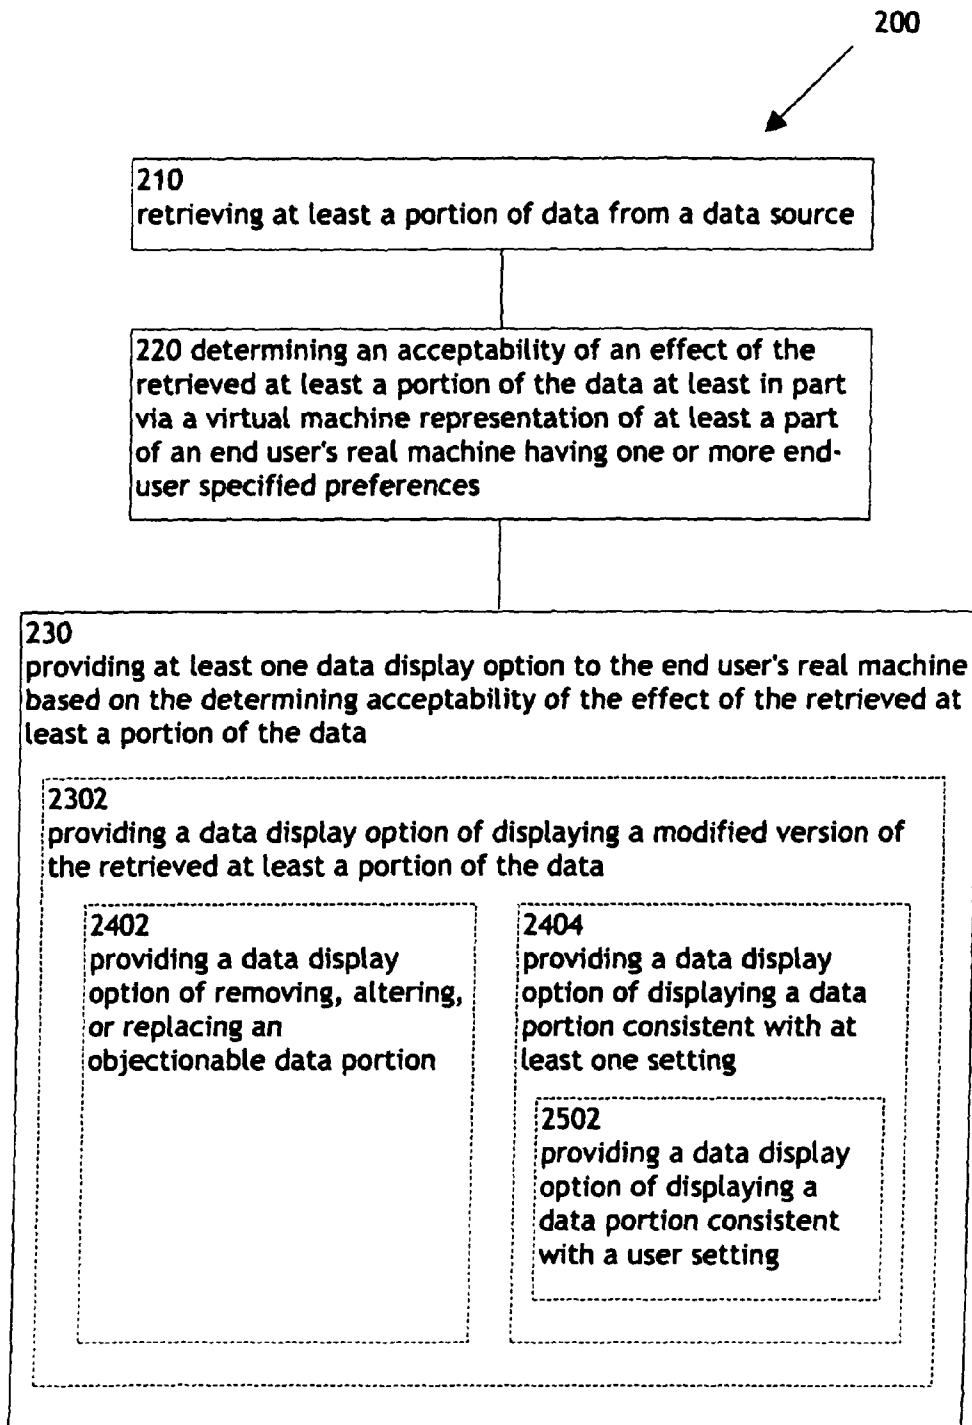 200
210
retrieving at least a portion of data from a data source
220 determining an acceptability of an effect of the
retrieved at least a portion of the data at least in part
via a virtual machine representation of at least a part
of an end user's real machine having one or more end-
user specified preferences
230
providing at least one data display option to the end user's real machine
based on the determining acceptability of the effect of the retrieved at
least a portion of the data
2302
providing a data display option of displaying a modified version of
the retrieved at least a portion of the data
2402
providing a data display
option of removing, altering,
or replacing an
objectionable data portion
2404
providing a data display
option of displaying a data
portion consistent with at
least one setting
2502
providing a data display
option of displaying a
data portion consistent
with a user setting